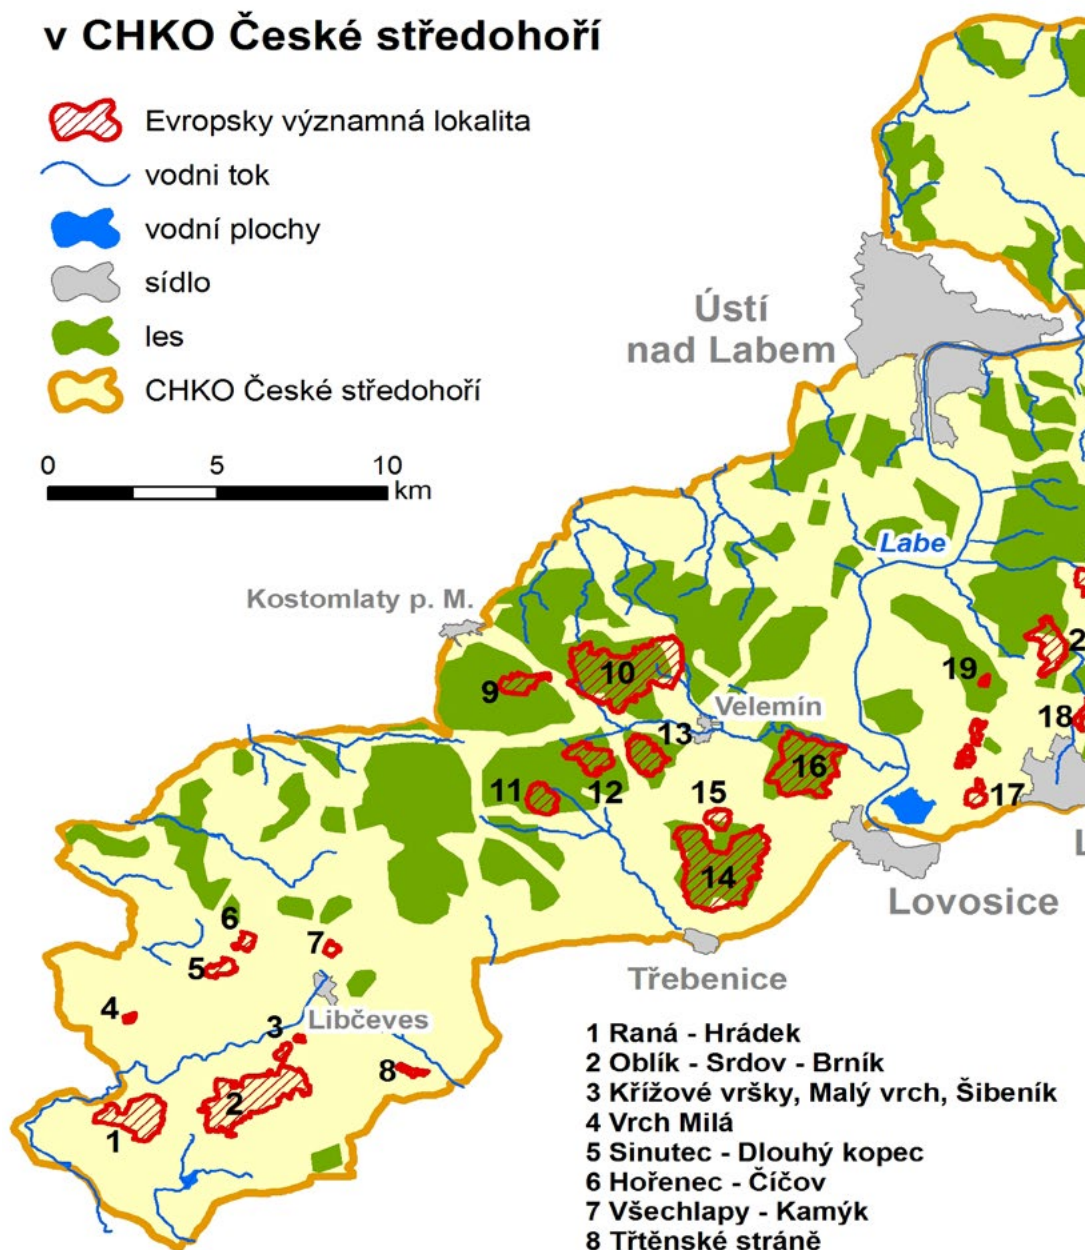 v CHKO České středohoří
Evropsky významná lokalita
vodni tok
vodní plochy
sídlo
les
CHKO České středohoří
0 5 10
km
Ústí
nad Labem
Labe
Kostomlaty p. M.
Velemín
9
10
13
19
2
18
11
12
16
15
17
14
L
Lovosice
Třebenice
6
5
7
4
Libčeves
3
8
2
1
1 Raná - Hrádek
2 Oblík - Srdov - Brník
3 Křížové vršky, Malý vrch, Šibeník
4 Vrch Milá
5 Sinutec - Dlouhý kopec
6 Hořenec - Číčov
7 Všechlapy - Kamýk
8 Třtěnské stráně